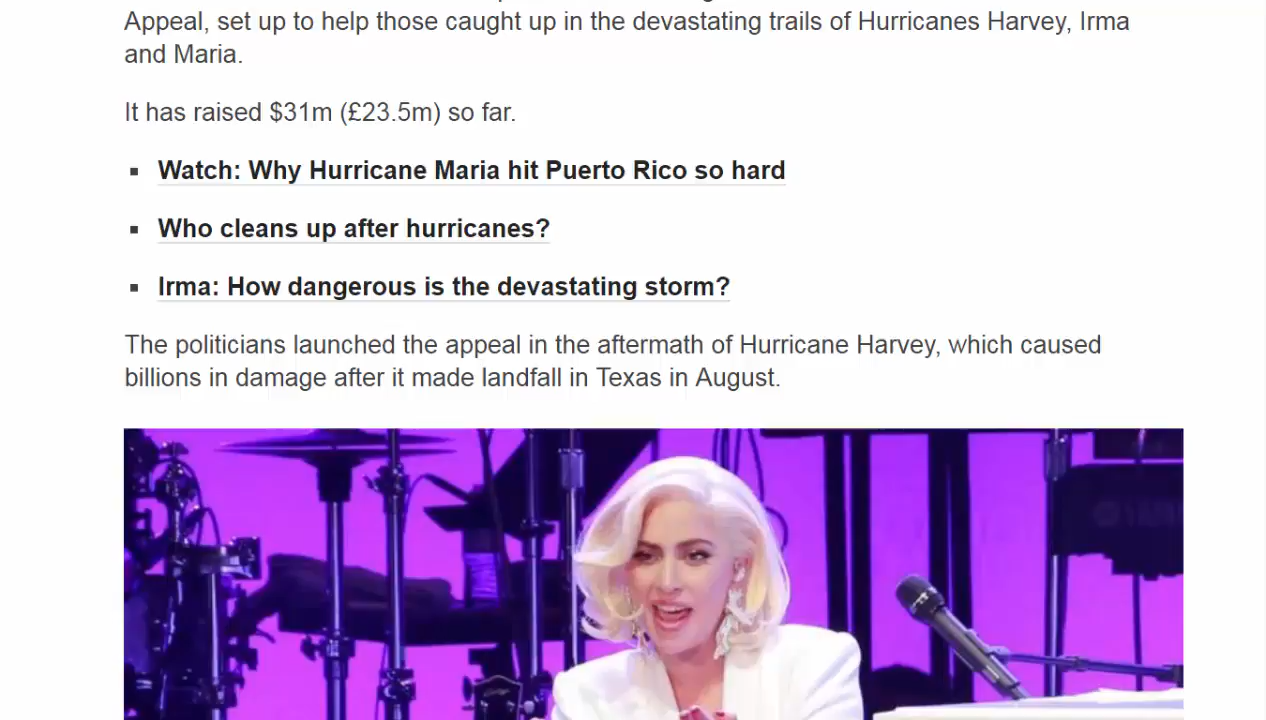 Appeal, set up to help those caught up in the devastating trails of Hurricanes Harvey, Irma
and Maria.
It has raised $31m (£23.5m) so far.
Watch: Why Hurricane Maria hit Puerto Rico so hard
Who cleans up after hurricanes?
Irma: How dangerous is the devastating storm?
The politicians launched the appeal in the aftermath of Hurricane Harvey, which caused
billions in damage after it made landfall in Texas in August.